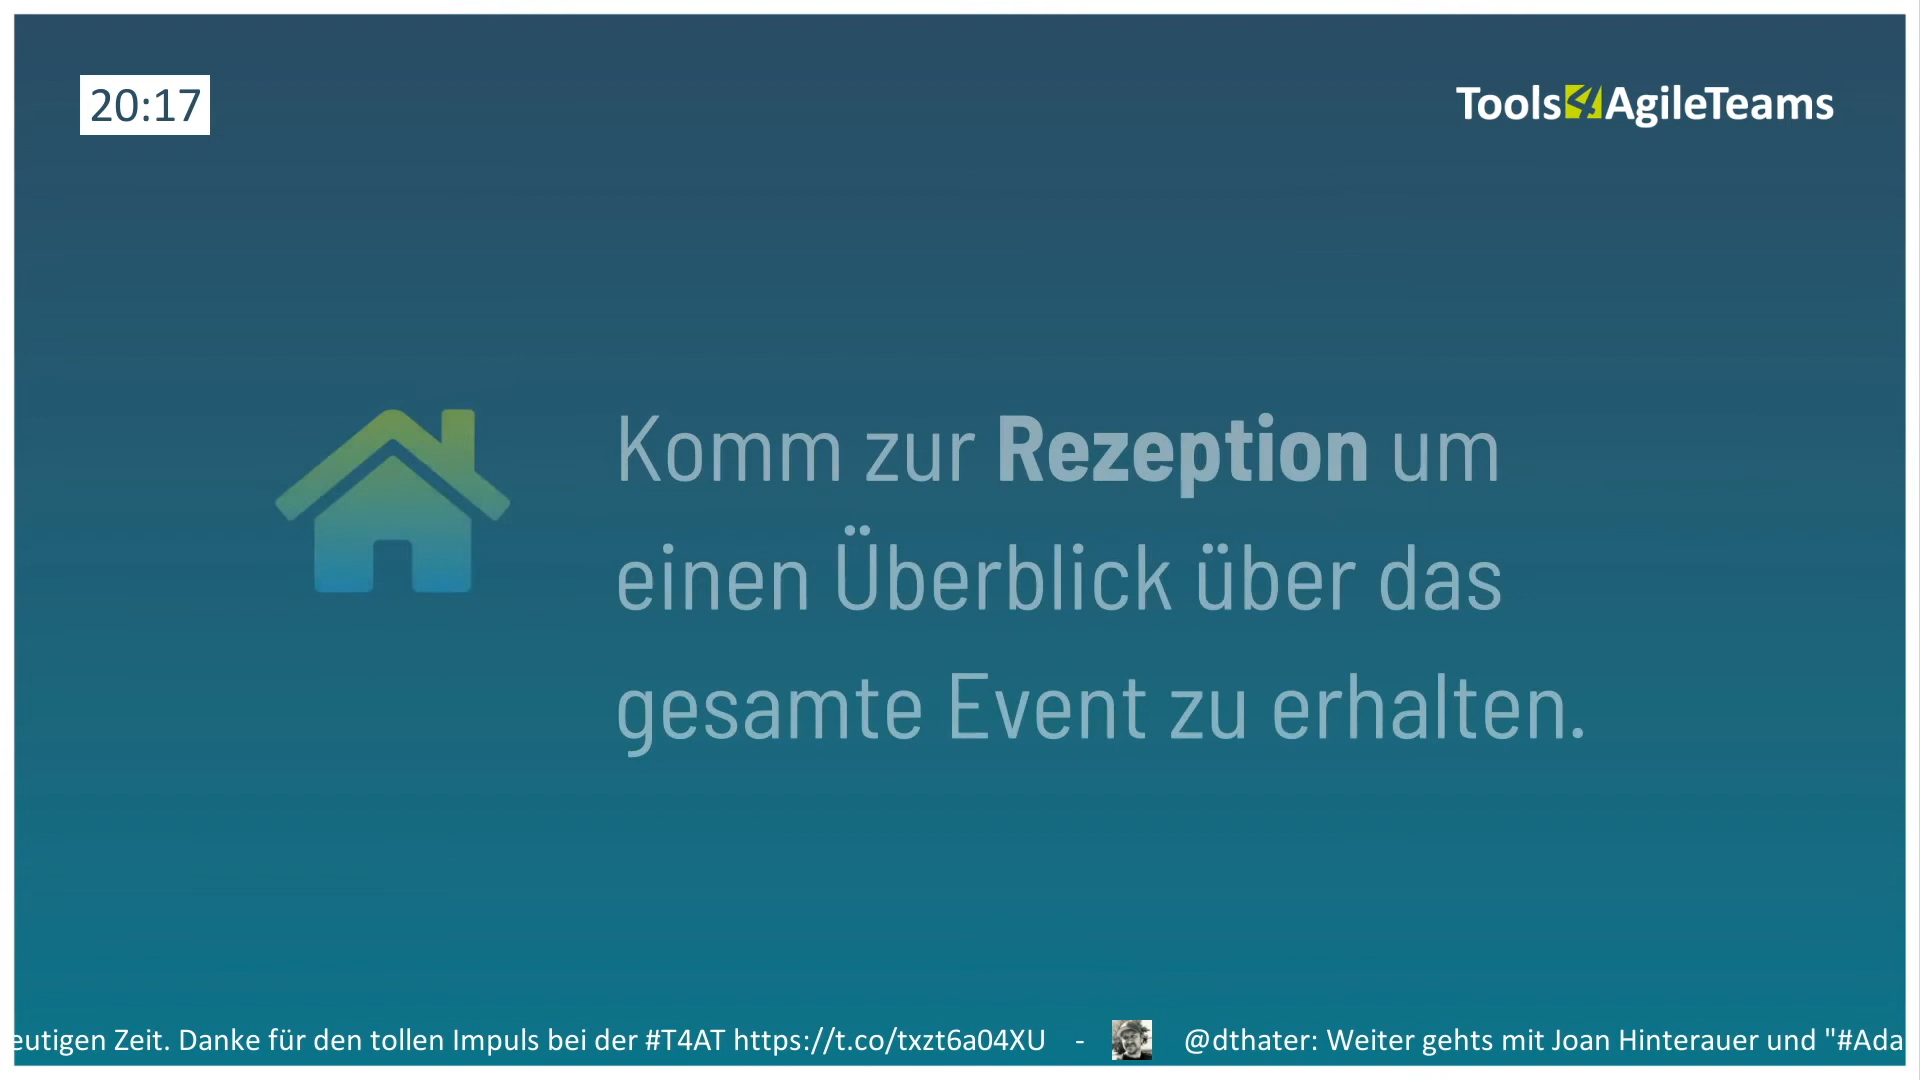 20:17
Tools4AgileTeams
Komm zur Rezeption um
einen Überblick über das
gesamte Event zu erhalten.
eutigen Zeit. Danke für den tollen Impuls bei der #T4AT https://t.co/txzt6a04XU - @dthater: Weiter gehts mit Joan Hinterauer und "#Ada